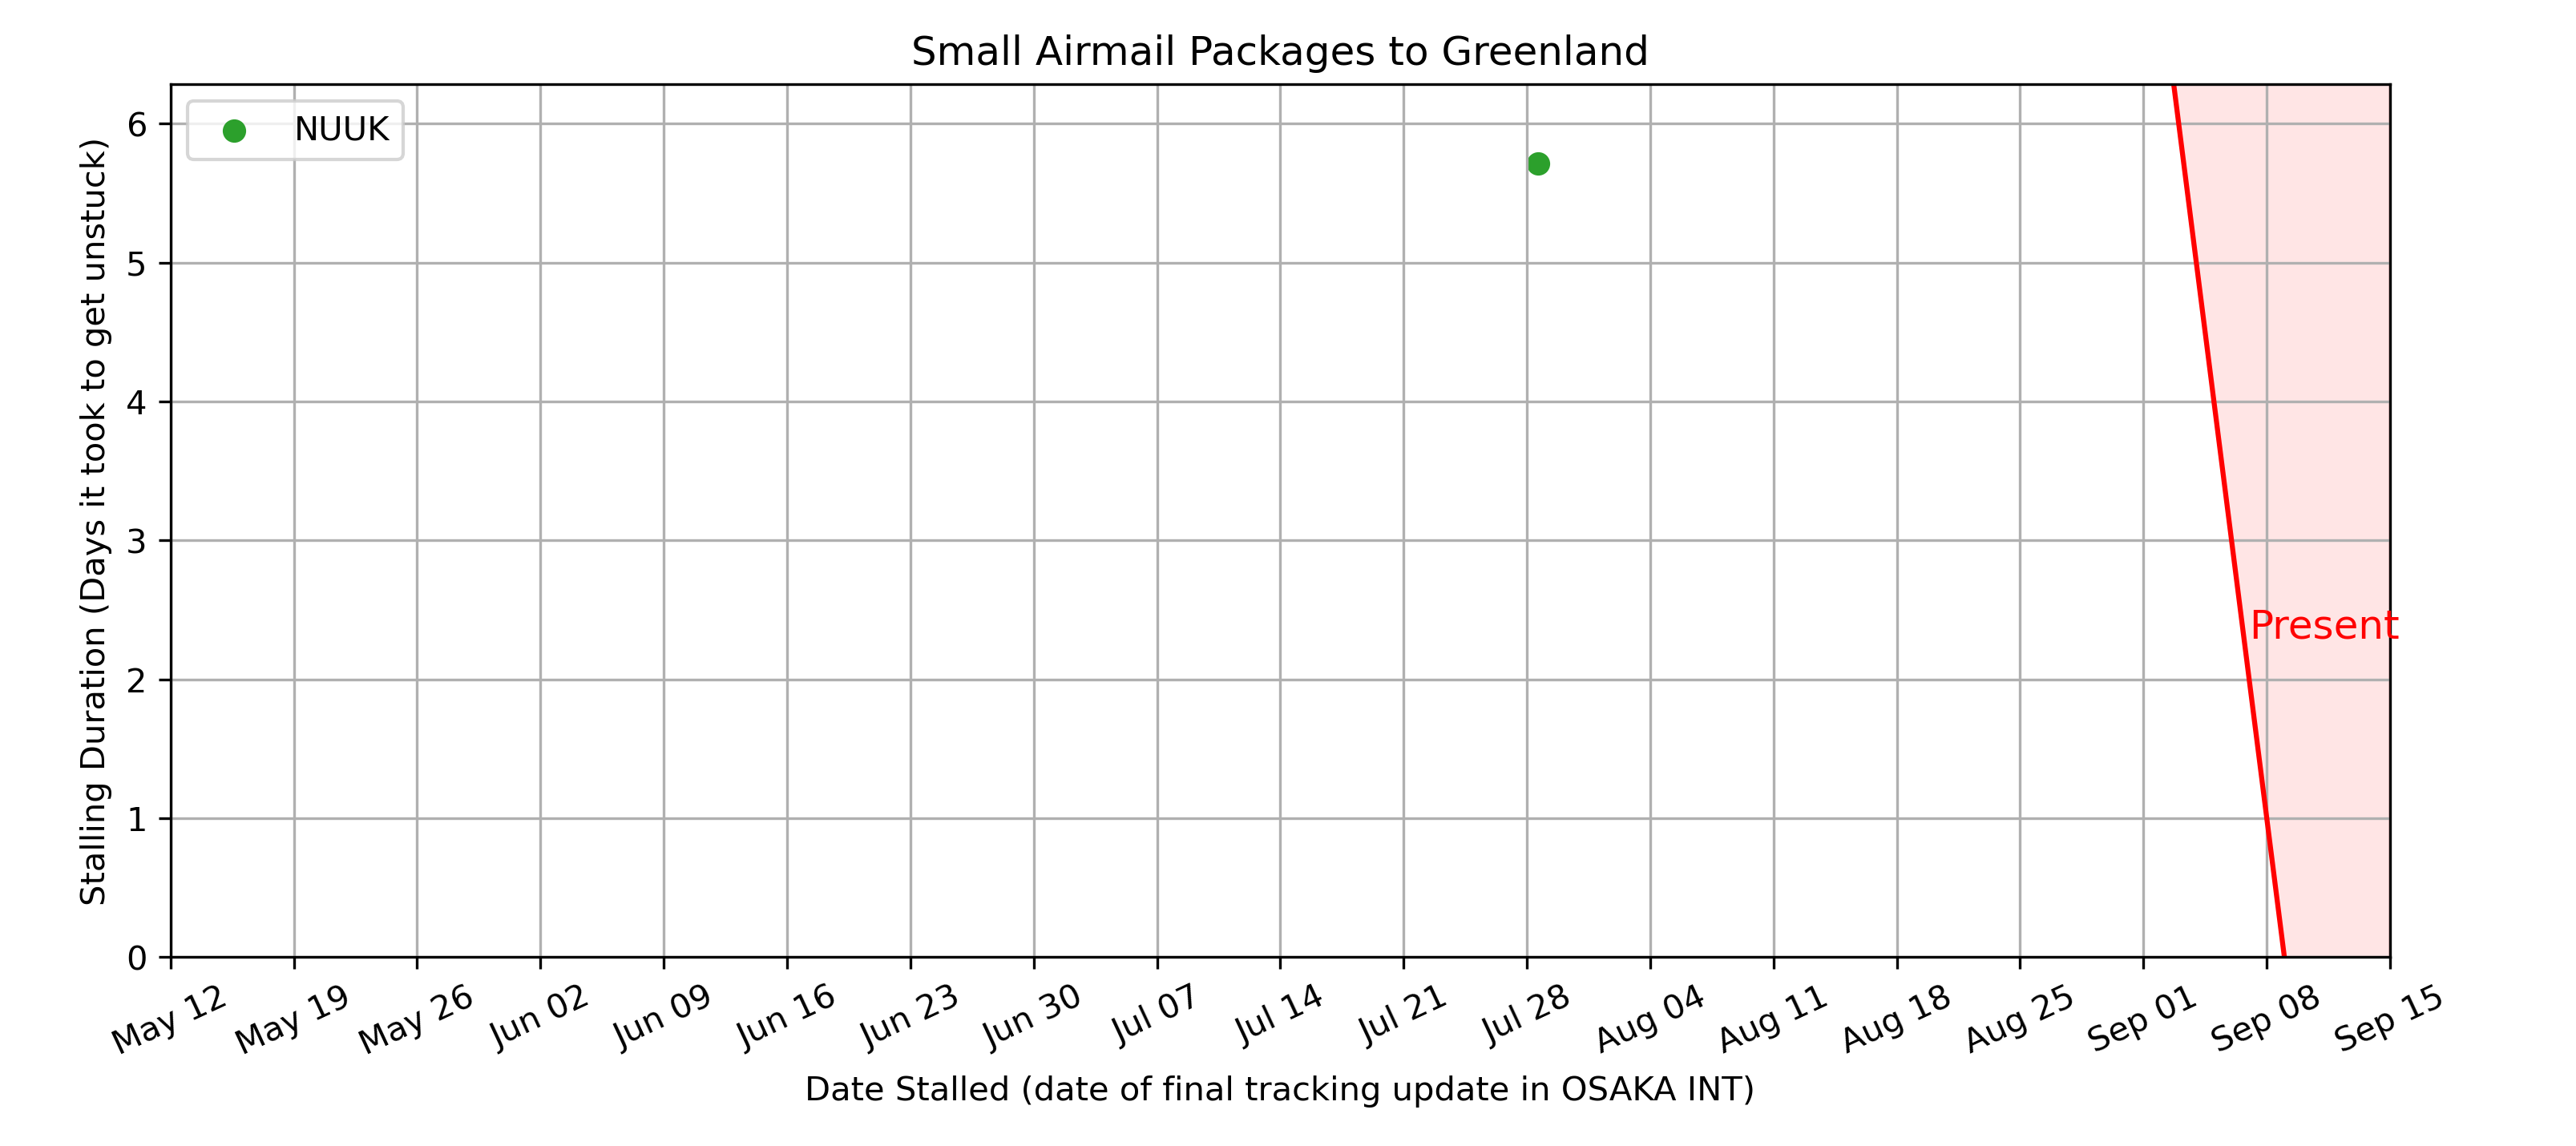 Small Airmail Packages to Greenland
NUUK
6
5
4
3
2
1
0
Stalling Duration (Days it took to get unstuck)
Present
May 12
May 19
May 26
Jun 02
Jun 09
Jun 16
Jun 23
Jun 30
Jul 07
Jul 14
Jul 21
Jul 28
Aug 04
Aug 11
Aug 18
Aug 25
Sep 01
Sep 08
Sep 15
Date Stalled (date of final tracking update in OSAKA INT)